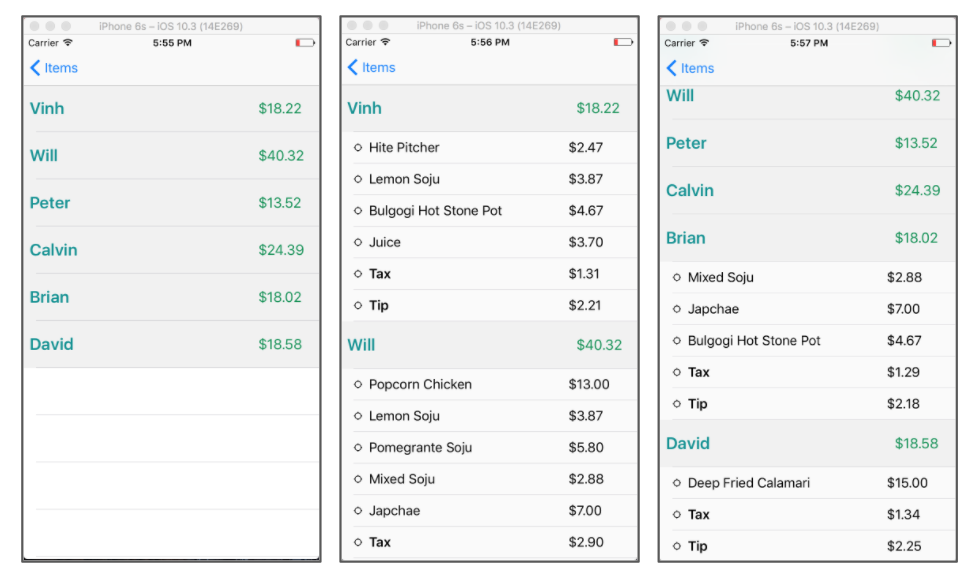 iPhone 6s – iOS 10.3 (14E269)
Carrier 5:55 PM
Items
Vinh $18.22
Will $40.32
Peter $13.52
Calvin $24.39
Brian $18.02
David $18.58
iPhone 6s – iOS 10.3 (14E269)
Carrier 5:56 PM
Items
Vinh $18.22
Hite Pitcher $2.47
Lemon Soju $3.87
Bulgogi Hot Stone Pot $4.67
Juice $3.70
Tax $1.31
Tip $2.21
Will $40.32
Popcorn Chicken $13.00
Lemon Soju $3.87
Pomegrante Soju $5.80
Mixed Soju $2.88
Japchae $7.00
Tax $2.90
iPhone 6s – iOS 10.3 (14E269)
Carrier 5:57 PM
Items
Will $40.32
Peter $13.52
Calvin $24.39
Brian $18.02
Mixed Soju $2.88
Japchae $7.00
Bulgogi Hot Stone Pot $4.67
Tax $1.29
Tip $2.18
David $18.58
Deep Fried Calamari $15.00
Tax $1.34
Tip $2.25